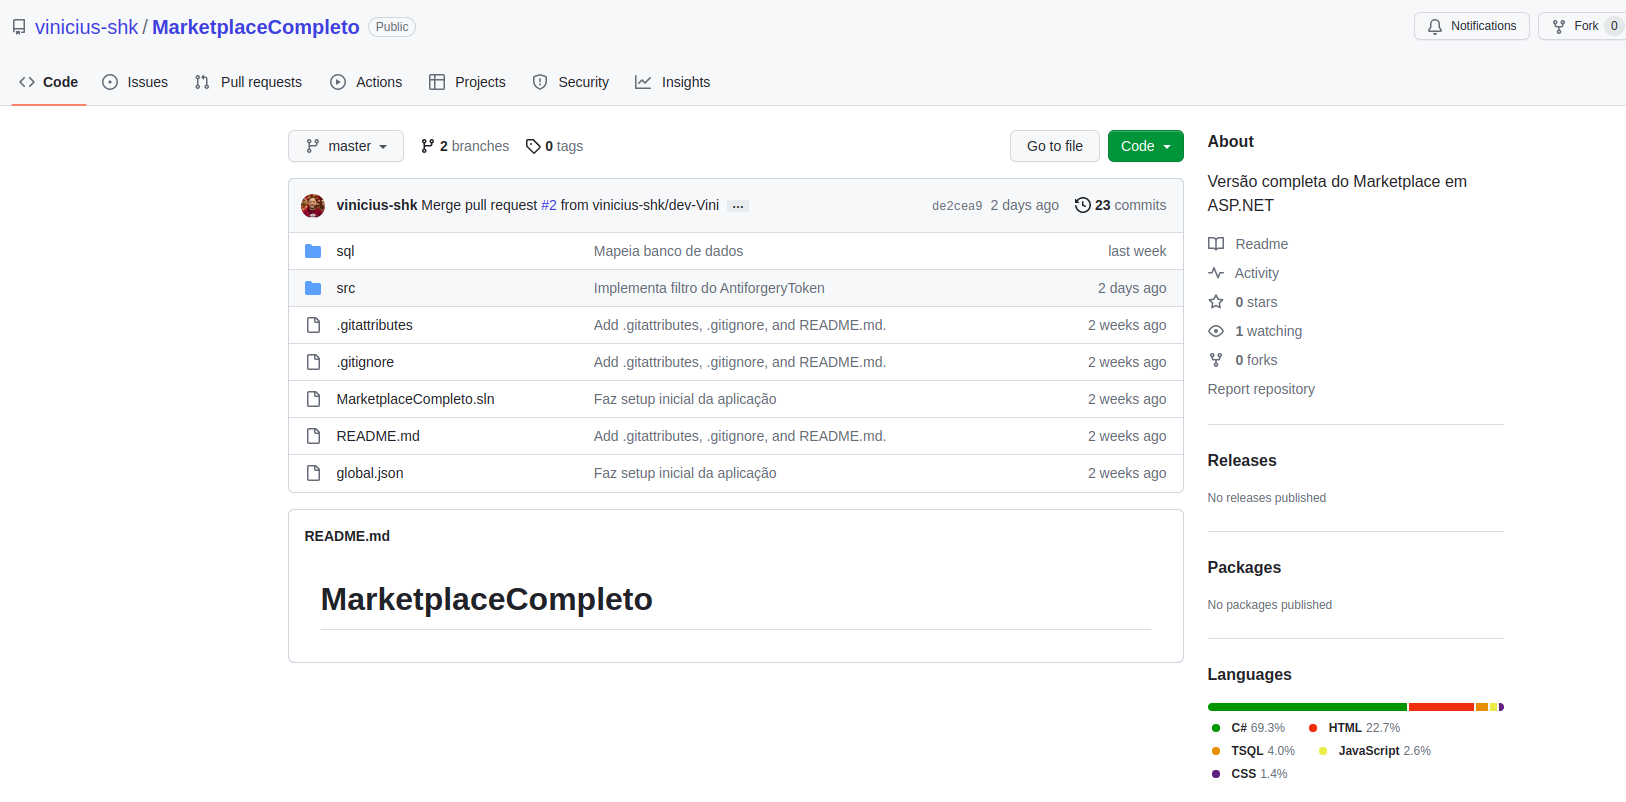 vinicius-shk / MarketplaceCompleto Public Notifications Fork 0
Code Issues Pull requests Actions Projects Security Insights
master 2 branches 0 tags Go to file Code
vinicius-shk Merge pull request #2 from vinicius-shk/dev-Vini ... de2cea9 2 days ago 23 commits
sql Mapeia banco de dados last week
src Implementa filtro do AntiforgeryToken 2 days ago
.gitattributes Add .gitattributes, .gitignore, and README.md. 2 weeks ago
.gitignore Add .gitattributes, .gitignore, and README.md. 2 weeks ago
MarketplaceCompleto.sln Faz setup inicial da aplicação 2 weeks ago
README.md Add .gitattributes, .gitignore, and README.md. 2 weeks ago
global.json Faz setup inicial da aplicação 2 weeks ago
README.md
MarketplaceCompleto
About
Versão completa do Marketplace em
ASP.NET
Readme
Activity
0 stars
1 watching
0 forks
Report repository
Releases
No releases published
Packages
No packages published
Languages
C# 69.3% HTML 22.7%
TSQL 4.0% JavaScript 2.6%
CSS 1.4%